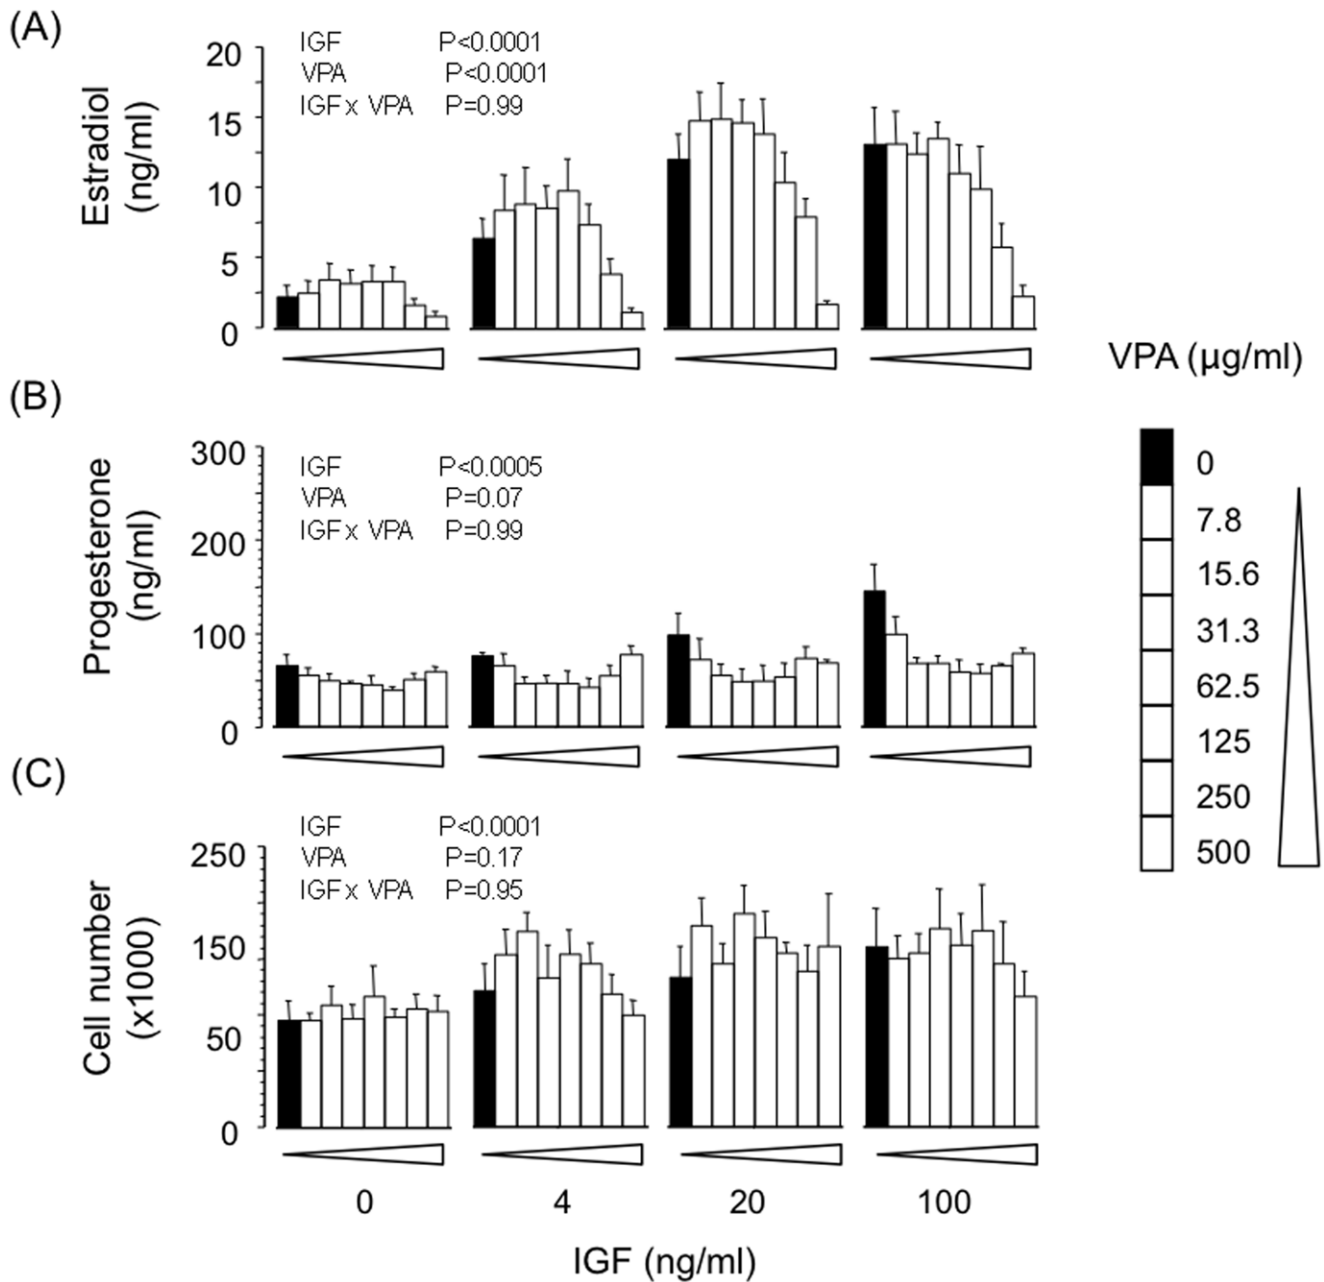 (A)
Estradiol
(ng/ml)
20
15
10
5
0
IGF P<0.0001
VPA P<0.0001
IGF x VPA P=0.99
(B)
Progesterone
(ng/ml)
300
200
100
0
IGF P<0.0005
VPA P=0.07
IGF x VPA P=0.99
(C)
Cell number
(x1000)
250
150
50
0
IGF P<0.0001
VPA P=0.17
IGF x VPA P=0.95
0 4 20 100
IGF (ng/ml)
VPA (μg/ml)
0
7.8
15.6
31.3
62.5
125
250
500